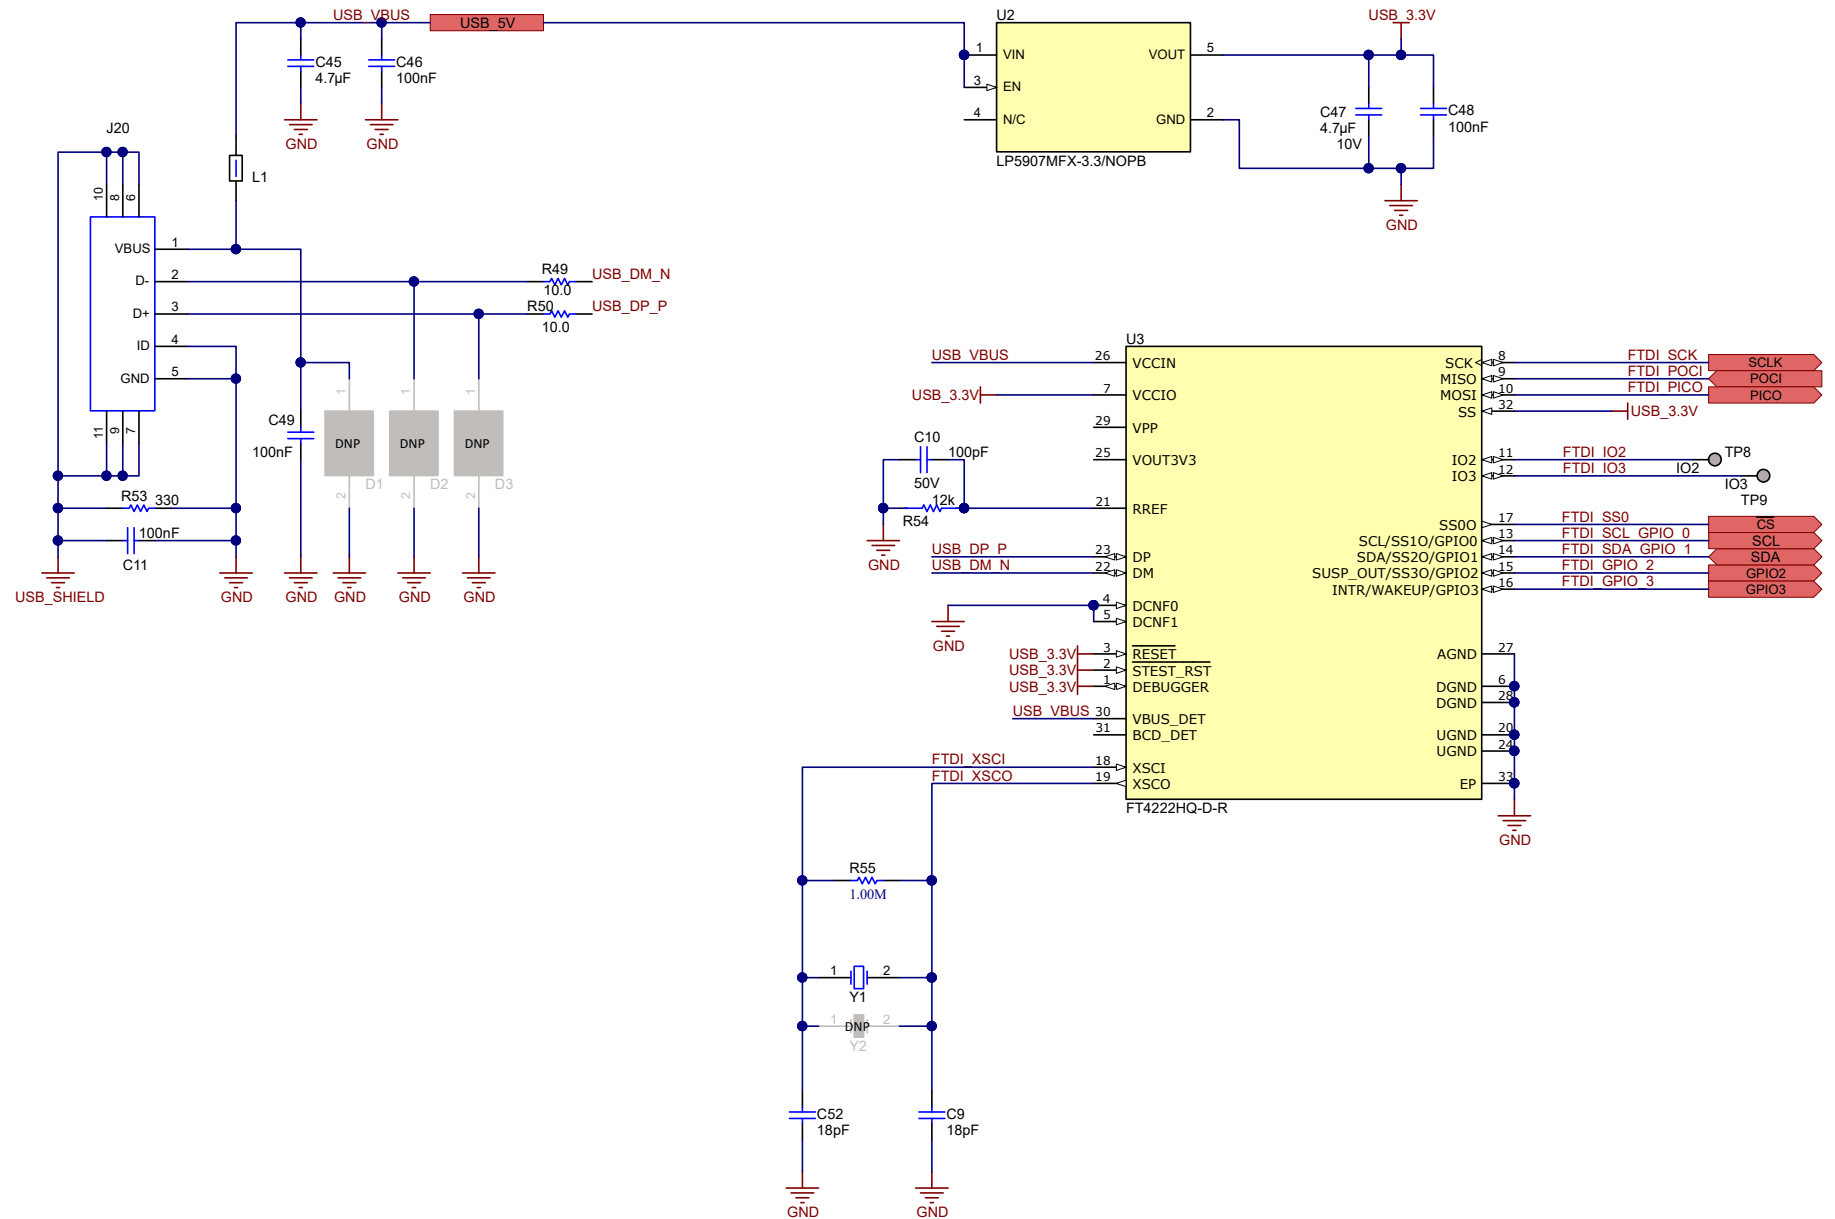 USB_VBUS
USB_5V
C45
4.7µF
C46
100nF
GND
GND
U2
1
VIN
3
EN
4
N/C
VOUT
5
GND
2
LP5907MFX-3.3/NOPB
USB_3.3V
C47
4.7µF
10V
C48
100nF
GND
J20
L1
10
8
6
VBUS
1
D-
2
D+
3
ID
4
GND
5
11
9
7
R49
10.0
USB_DM_N
R50
10.0
USB_DP_P
C49
100nF
1
DNP
2
D1
1
DNP
2
D2
1
DNP
2
D3
R53
330
100nF
C11
USB_SHIELD
GND
GND
GND
GND
GND
U3
USB_VBUS
26
VCCIN
USB_3.3V
7
VCCIO
29
VPP
25
VOUT3V3
C10
100pF
50V
12k
R54
GND
21
RREF
USB_DP_P
23
DP
USB_DM_N
22
DM
GND
4
DCNF0
5
DCNF1
USB_3.3V
3
RESET
USB_3.3V
2
STEST_RST
USB_3.3V
1
DEBUGGER
USB_VBUS
30
VBUS_DET
31
BCD_DET
FTDI_XSCI
18
XSCI
FTDI_XSCO
19
XSCO
FT4222HQ-D-R
SCK
8
FTDI_SCK
SCLK
MISO
9
FTDI_POCI
POCI
MOSI
10
FTDI_PICO
PICO
SS
32
USB_3.3V
IO2
11
FTDI_IO2
IO2
TP8
IO3
12
FTDI_IO3
IO3
TP9
SS0O
17
FTDI_SS0
CS
SCL/SS1O/GPIO0
13
FTDI_SCL_GPIO_0
SCL
SDA/SS2O/GPIO1
14
FTDI_SDA_GPIO_1
SDA
SUSP_OUT/SS3O/GPIO2
15
FTDI_GPIO_2
GPIO2
INTR/WAKEUP/GPIO3
16
FTDI_GPIO_3
GPIO3
AGND
27
DGND
6
DGND
28
UGND
20
UGND
24
EP
33
GND
R55
1.00M
1
2
Y1
1
DNP
2
Y2
C52
18pF
C9
18pF
GND
GND